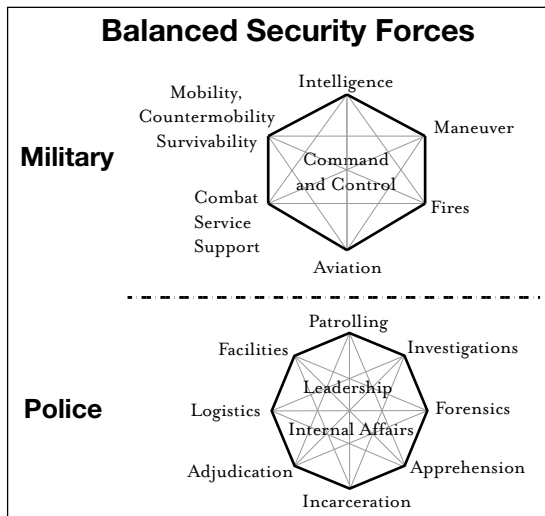 Balanced Security Forces
Military
Intelligence
Mobility,
Countermobility
Survivability
Maneuver
Command
and Control
Combat
Service
Support
Fires
Aviation
Police
Patrolling
Facilities
Investigations
Leadership
Logistics
Forensics
Internal Affairs
Adjudication
Apprehension
Incarceration